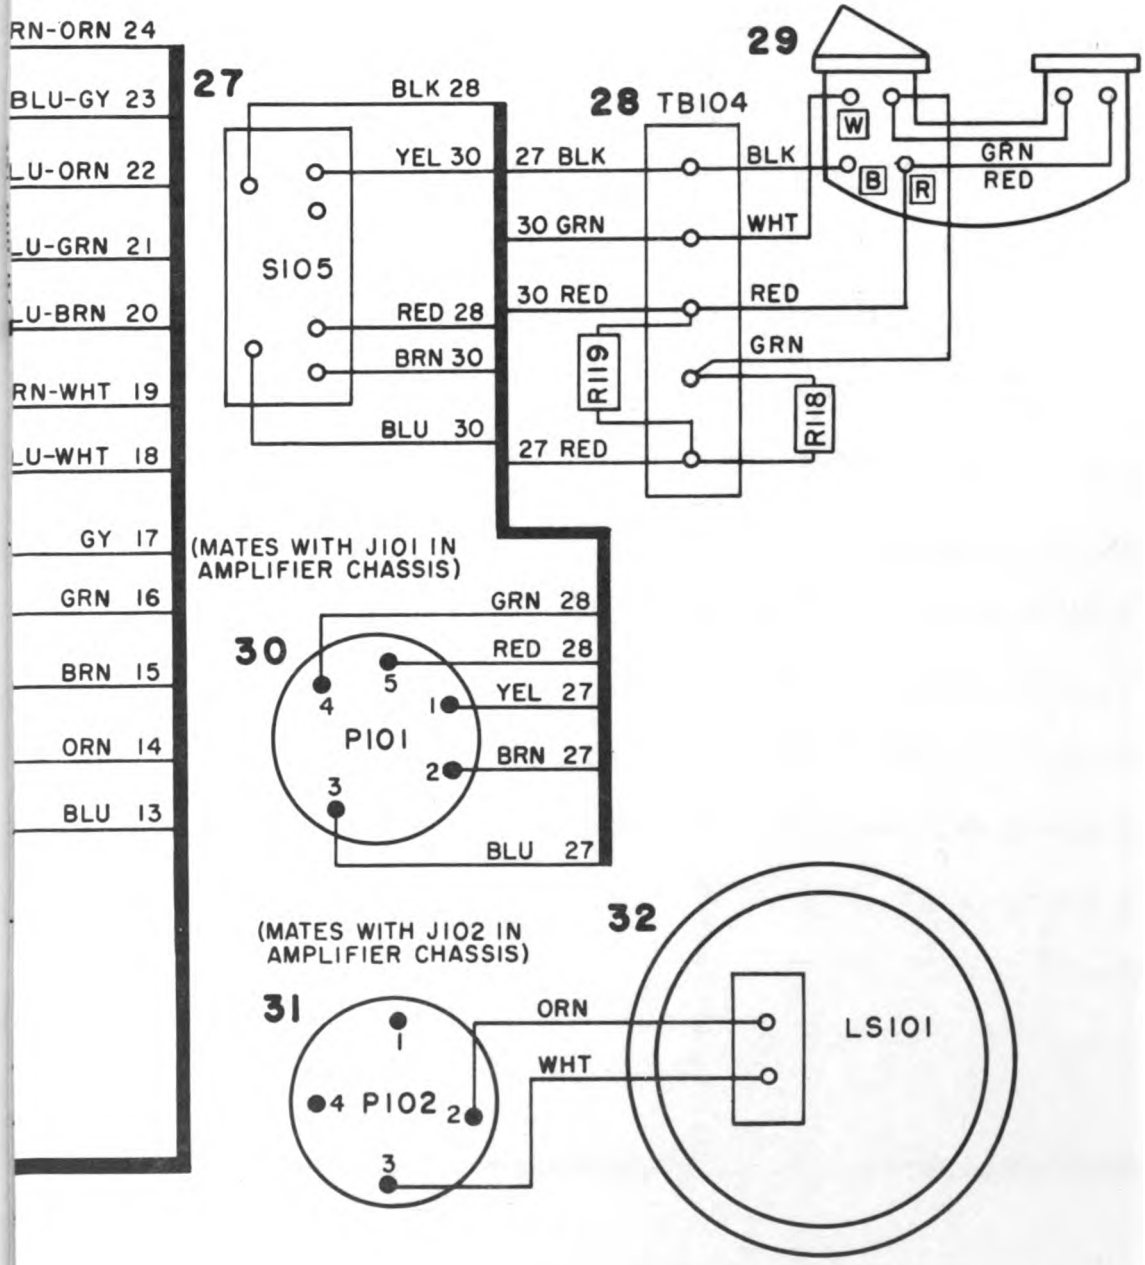 RN-ORN 24
BLU-GY 23
LU-ORN 22
LU-GRN 21
LU-BRN 20
RN-WHT 19
LU-WHT 18
GY 17
GRN 16
BRN 15
ORN 14
BLU 13
27
BLK 28
YEL 30
S105
RED 28
BRN 30
BLU 30
28 TB104
27 BLK
30 GRN
30 RED
27 RED
R119
R118
BLK
WHT
RED
GRN
29
W
B
R
GRN
RED
(MATES WITH J101 IN
AMPLIFIER CHASSIS)
30
GRN 28
RED 28
YEL 27
BRN 27
BLU 27
5
4
1
P101
2
3
(MATES WITH J102 IN
AMPLIFIER CHASSIS)
31
1
4 P102 2
3
ORN
WHT
32
LS101